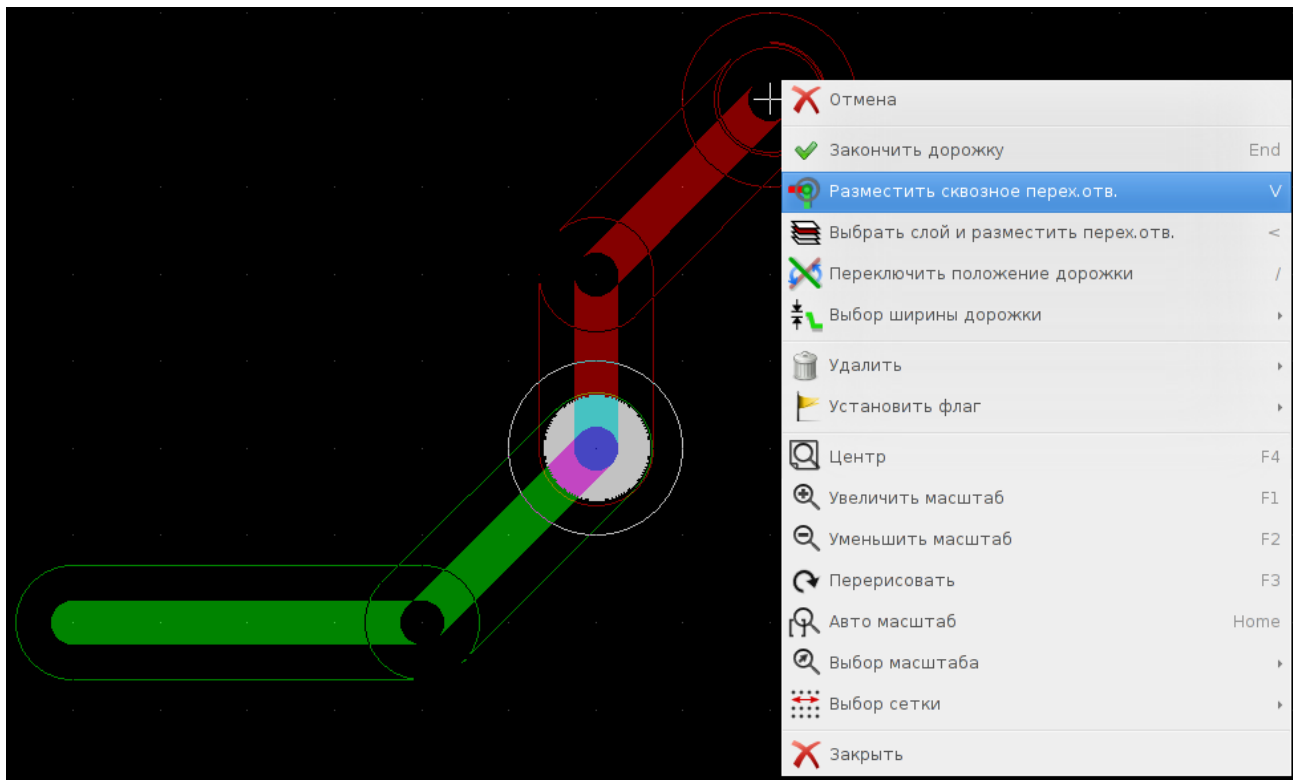 Отмена
Закончить дорожку End
Разместить сквозное перех.отв. V
Выбрать слой и разместить перех.отв. <
Переключить положение дорожки /
Выбор ширины дорожки
Удалить
Установить флаг
Центр F4
Увеличить масштаб F1
Уменьшить масштаб F2
Перерисовать F3
Авто масштаб Home
Выбор масштаба
Выбор сетки
Закрыть